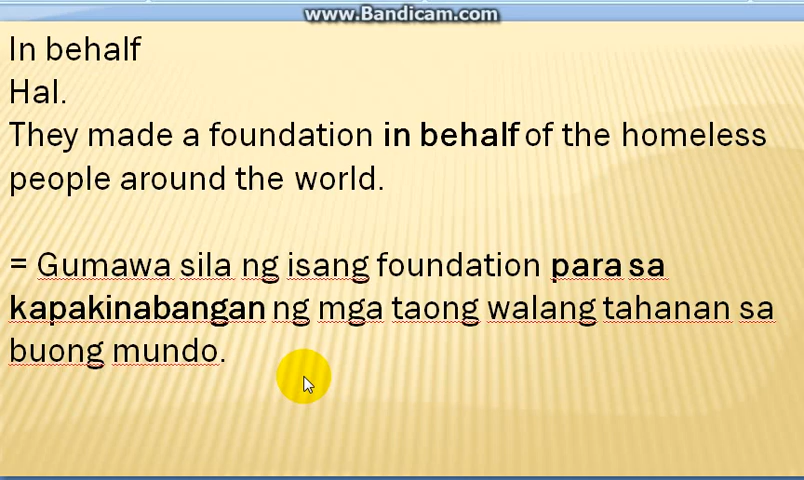 www.Bandicam.com
In behalf
Hal.
They made a foundation in behalf of the homeless
people around the world.
= Gumawa sila ng isang foundation para sa
kapakinabangan ng mga taong walang tahanan sa
buong mundo.